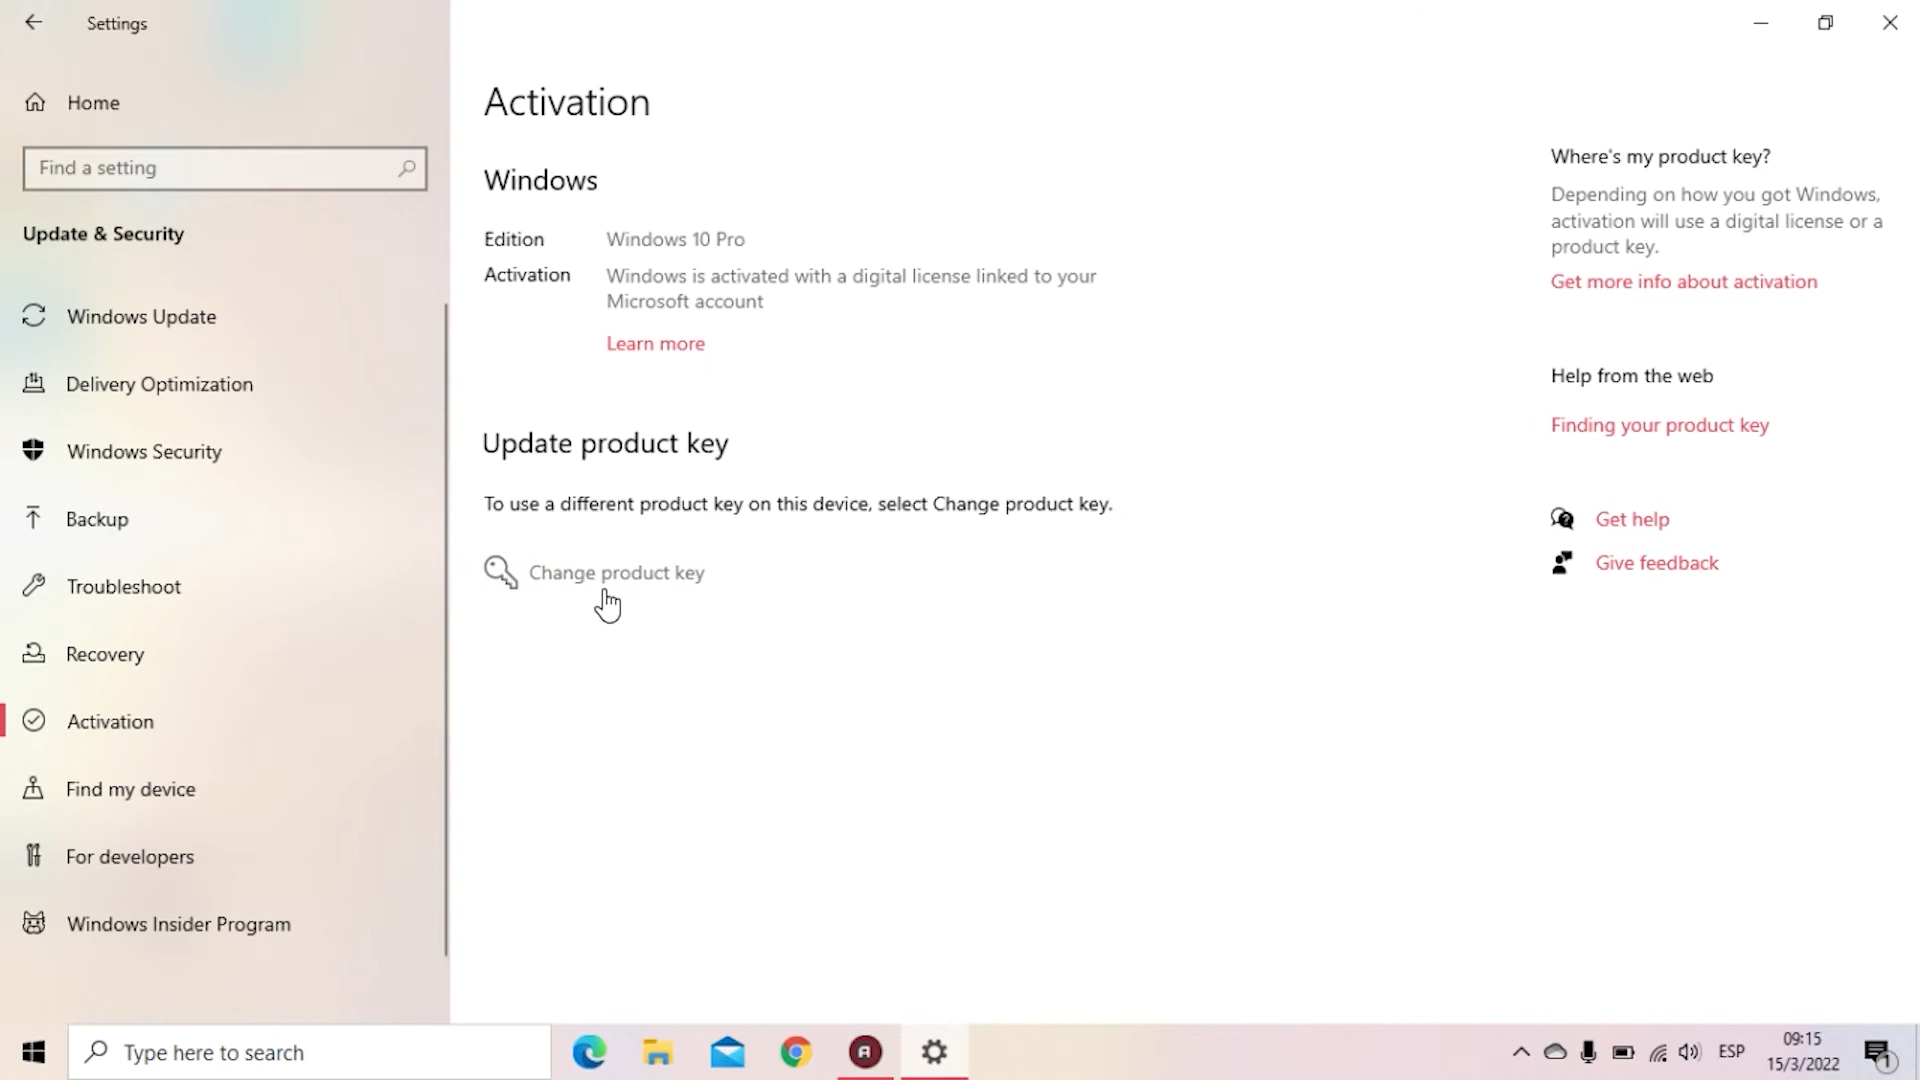 Settings
Home
Find a setting
Update & Security
Windows Update
Delivery Optimization
Windows Security
Backup
Troubleshoot
Recovery
Activation
Find my device
For developers
Windows Insider Program
Activation
Windows
Edition Windows 10 Pro
Activation Windows is activated with a digital license linked to your
Microsoft account
Learn more
Update product key
To use a different product key on this device, select Change product key.
Change product key
Where's my product key?
Depending on how you got Windows,
activation will use a digital license or a
product key.
Get more info about activation
Help from the web
Finding your product key
Get help
Give feedback
Type here to search
A
ESP
09:15
15/3/2022
1